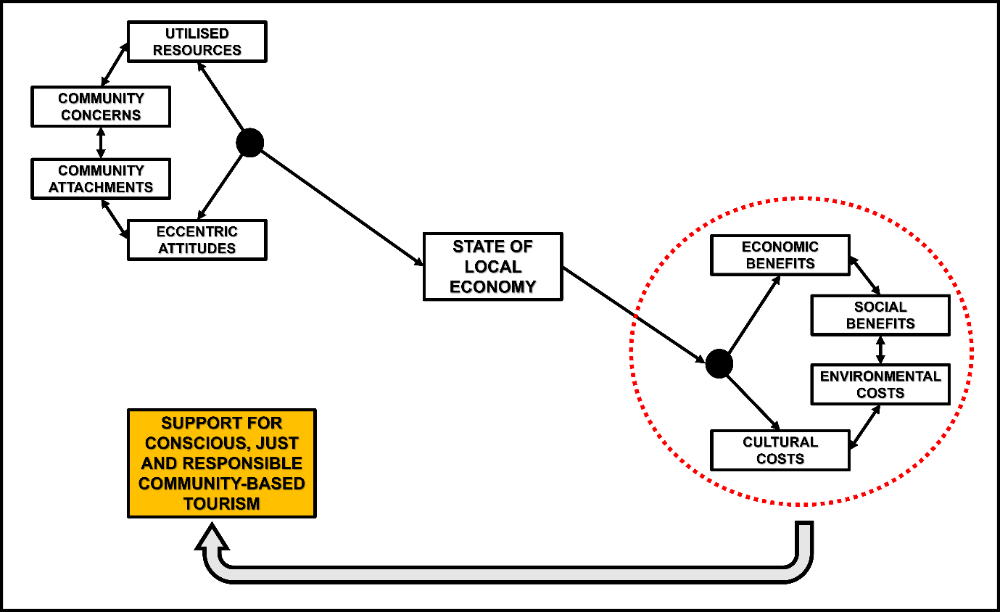 UTILISED
RESOURCES
COMMUNITY
CONCERNS
COMMUNITY
ATTACHMENTS
ECCENTRIC
ATTITUDES
STATE OF
LOCAL
ECONOMY
ECONOMIC
BENEFITS
SOCIAL
BENEFITS
ENVIRONMENTAL
COSTS
CULTURAL
COSTS
SUPPORT FOR
CONSCIOUS, JUST
AND RESPONSIBLE
COMMUNITY-BASED
TOURISM